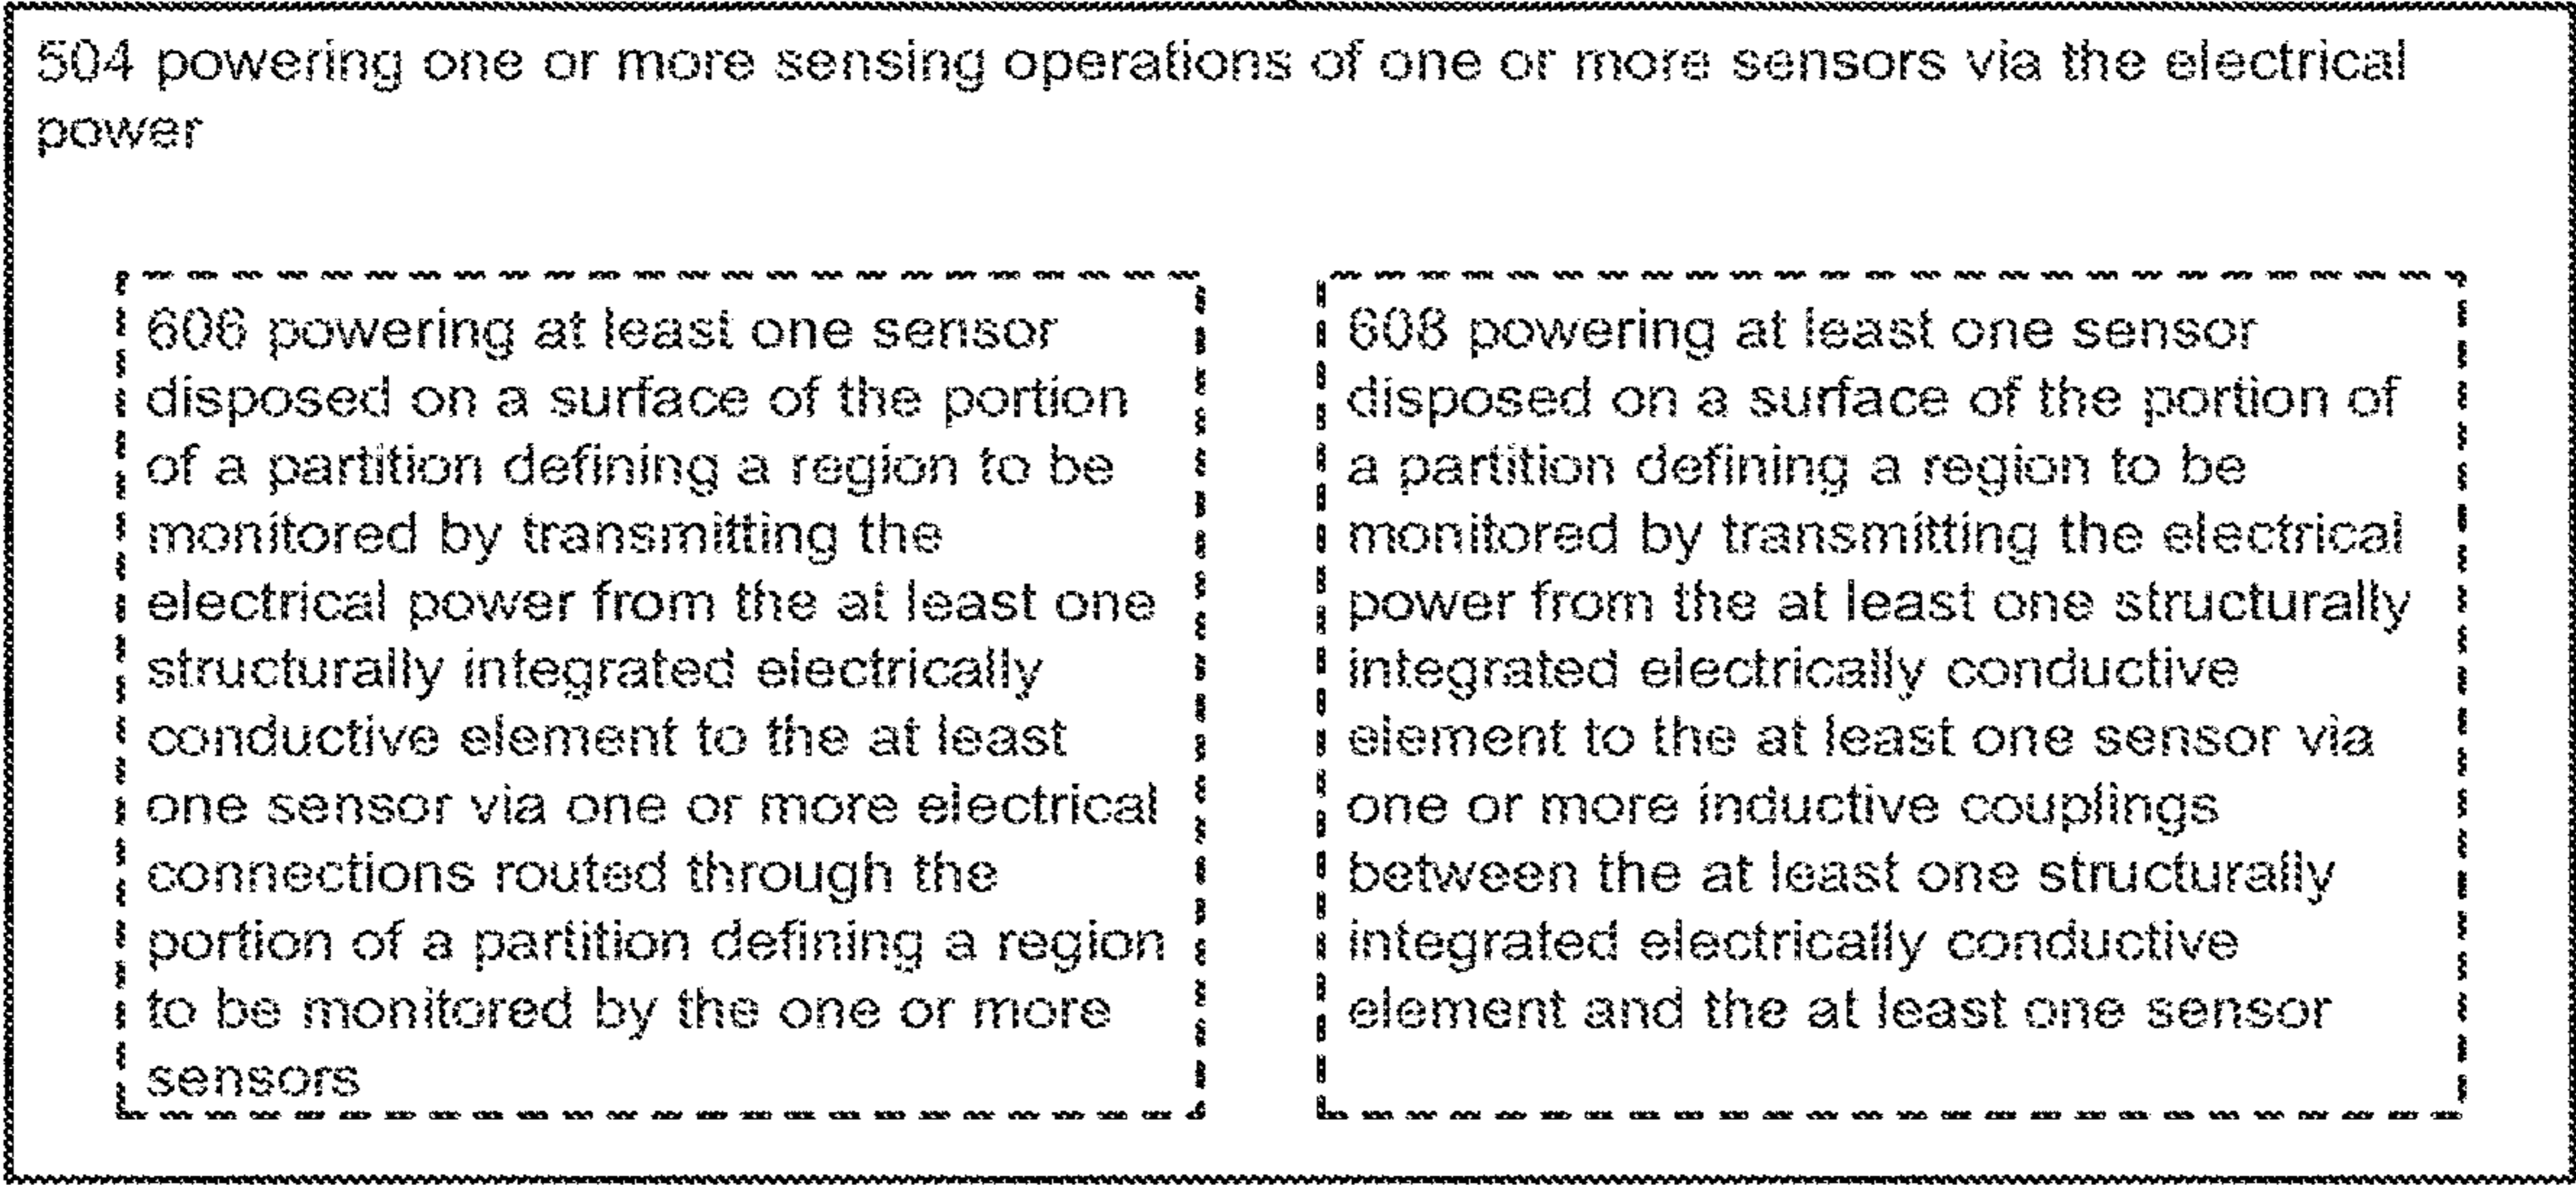 504 powering one or more sensing operations of one or more sensors via the electrical
power
606 powering at least one sensor
disposed on a surface of the portion
of a partition defining a region to be
monitored by transmitting the
electrical power from the at least one
structurally integrated electrically
conductive element to the at least
one sensor via one or more electrical
connections routed through the
portion of a partition defining a region
to be monitored by the one or more
sensors
608 powering at least one sensor
disposed on a surface of the portion of
a partition defining a region to be
monitored by transmitting the electrical
power from the at least one structurally
integrated electrically conductive
element to the at least one sensor via
one or more inductive couplings
between the at least one structurally
integrated electrically conductive
element and the at least one sensor